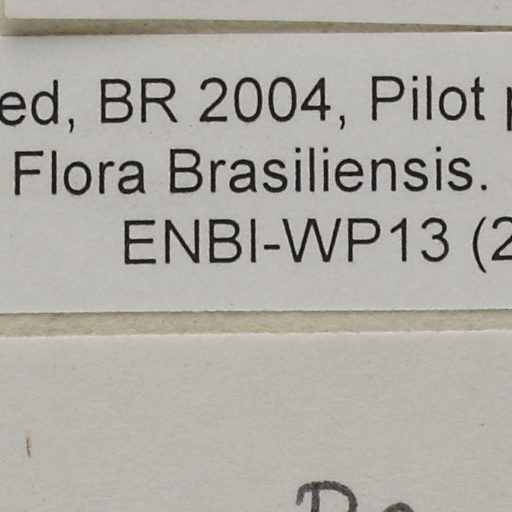 ed, BR 2004, Pilot
Flora Brasiliensis.
ENBI-WP13 (2